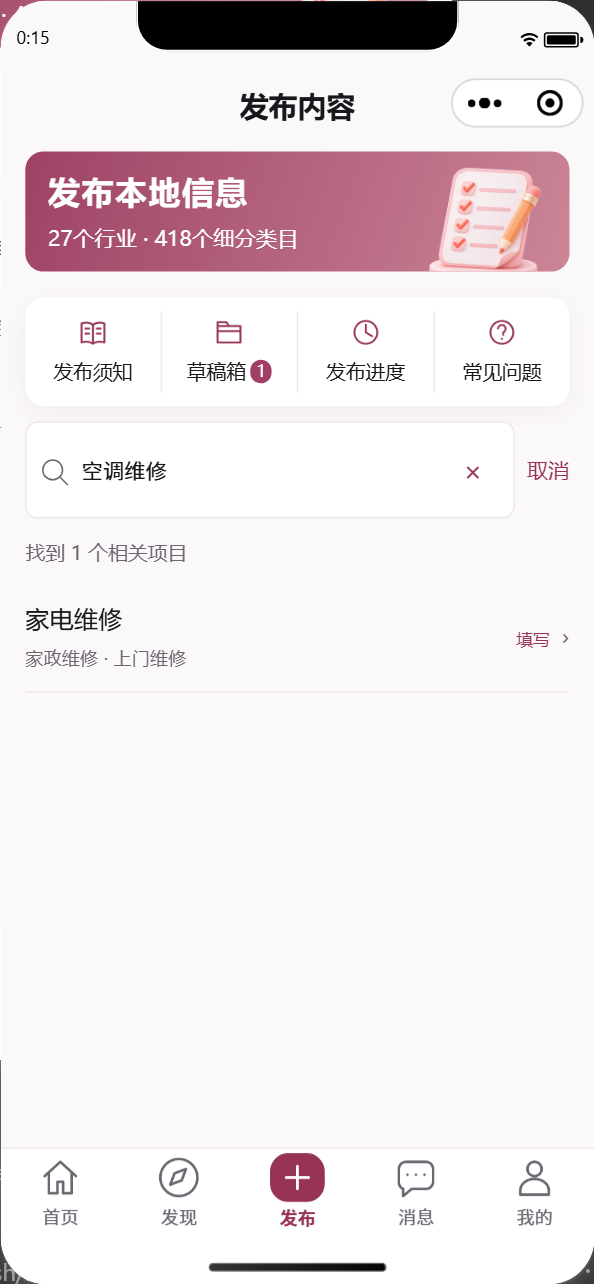 0:15
发布内容
发布本地信息
27个行业 · 418个细分类目
发布须知
草稿箱 1
发布进度
常见问题
空调维修
取消
找到 1 个相关项目
家电维修
家政维修 · 上门维修
填写
首页
发现
发布
消息
我的